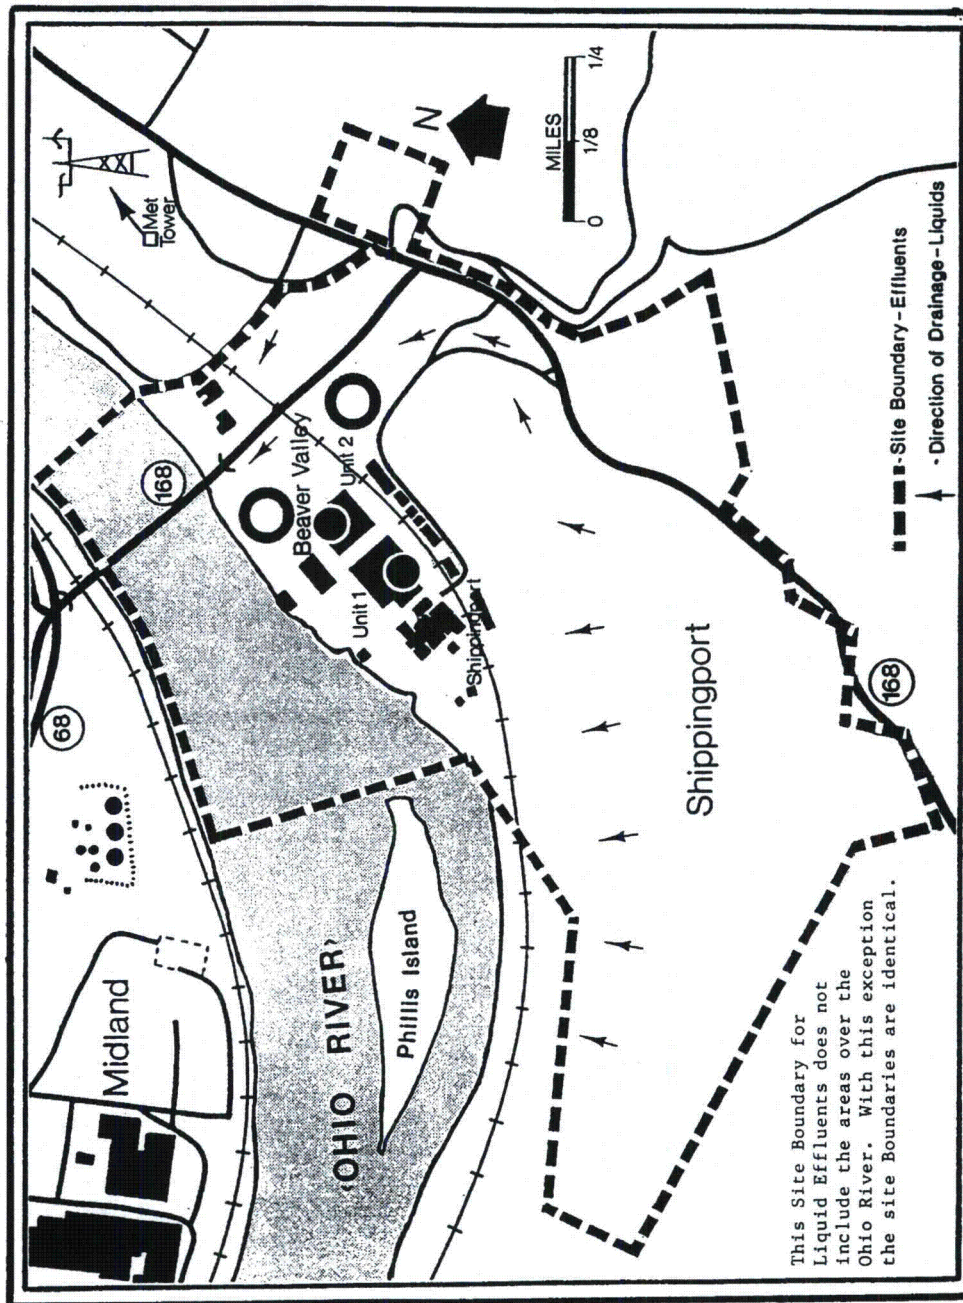 68
168
Met
Tower
N
MILES
0 1/8 1/4
Midland
‹OHIO RIVER›
Phillis Island
Beaver Valley
Unit 2
Unit 1
Shippingport
Shippingport
168
-Site Boundary-Effluents
- Direction of Drainage-Liquids
This Site Boundary for
Liquid Effluents does not
include the areas over the
Ohio River. With this exception
the site Boundaries are identical.